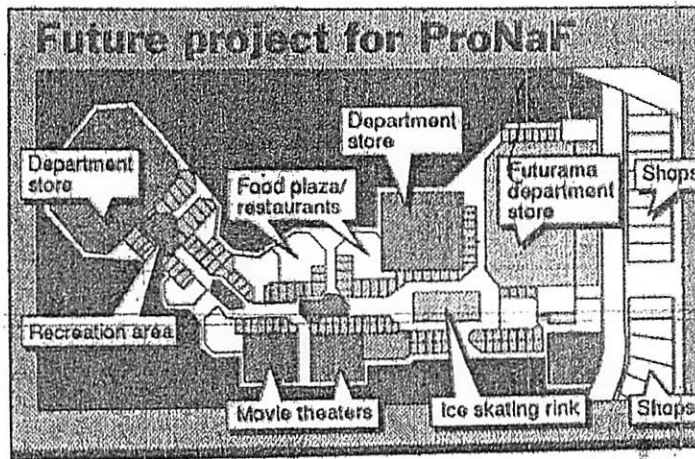 Future project for ProNaF
Department
store
Department
store
Food plaza/
restaurants
Futurama
department
store
Shops
Recreation area
Movie theaters
Ice skating rink
Shops